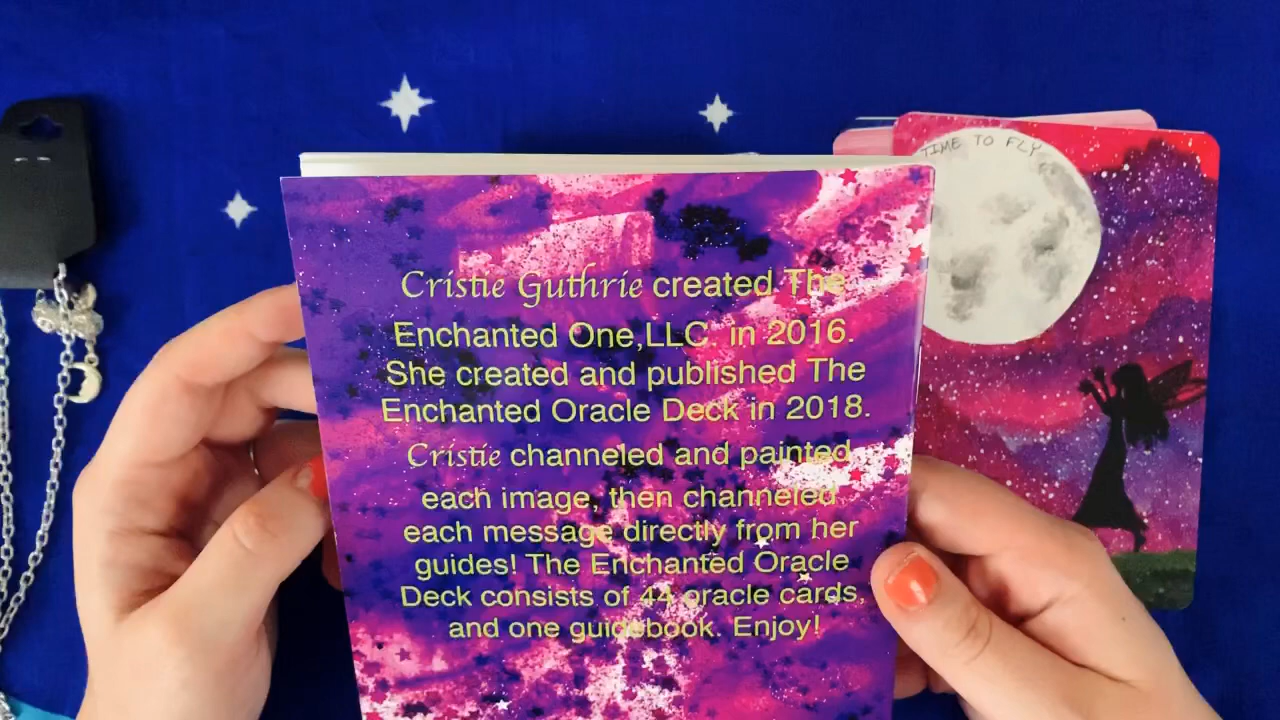 TIME TO FLY
Cristie Guthrie created The
Enchanted One,LLC. in 2016.
She created and published The
Enchanted Oracle Deck in 2018.
Cristie channeled and painted
each image, then channeled
each message directly from her
guides! The Enchanted Oracle
Deck consists of 44 oracle cards,
and one guidebook. Enjoy!